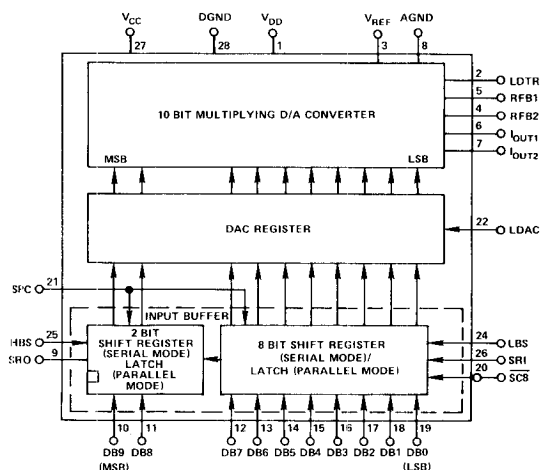 VCC DGND VDD VREF AGND
27 28 1 3 8
10 BIT MULTIPLYING D/A CONVERTER
MSB LSB
2 LDTR
5 RFB1
4 RFB2
6 IOUT1
7 IOUT2
DAC REGISTER
22 LDAC
SPC 21
INPUT BUFFER
2 BIT
SHIFT REGISTER
(SERIAL MODE)
LATCH
(PARALLEL
MODE)
8 BIT SHIFT REGISTER
(SERIAL MODE)/
LATCH (PARALLEL MODE)
HBS 25
SRO 9
24 LBS
26 SRI
20 SC8
10 11 12 13 14 15 16 17 18 19
DB9 DB8 DB7 DB6 DB5 DB4 DB3 DB2 DB1 DB0
(MSB) (LSB)